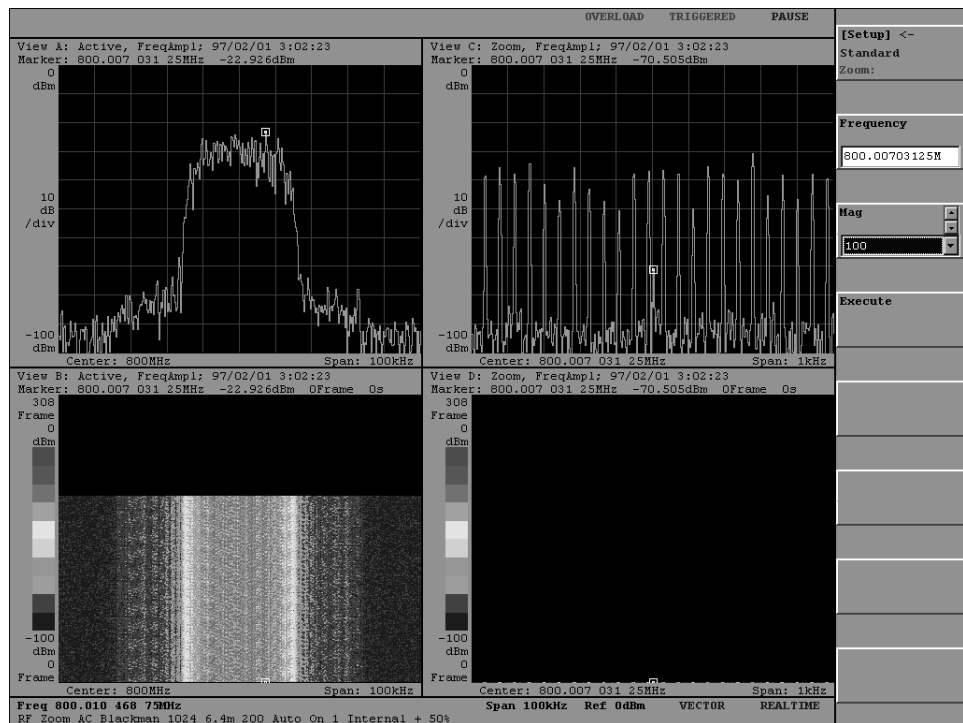 OVERLOAD TRIGGERED PAUSE
View A: Active, FreqAmpl; 97/02/01 3:02:23
Marker: 800.007 031 25MHz -22.926dBm
0
dBm
10
dB
/div
-100
dBm
Center: 800MHz Span: 100kHz
View C: Zoom, FreqAmpl; 97/02/01 3:02:23
Marker: 800.007 031 25MHz -70.505dBm
0
dBm
10
dB
/div
-100
dBm
Center: 800.007 031 25MHz Span: 1kHz
View B: Active, FreqAmpl; 97/02/01 3:02:23
Marker: 800.007 031 25MHz -22.926dBm 0Frame 0s
308
Frame
0
dBm
-100
dBm
0
Frame
Center: 800MHz Span: 100kHz
View D: Zoom, FreqAmpl; 97/02/01 3:02:23
Marker: 800.007 031 25MHz -70.505dBm 0Frame 0s
308
Frame
0
dBm
-100
dBm
0
Frame
Center: 800.007 031 25MHz Span: 1kHz
Freq 800.010 468 75MHz Span 100kHz Ref 0dBm VECTOR REALTIME
RF Zoom AC Blackman 1024 6.4m 200 Auto On 1 Internal + 50%
[Setup] <-
Standard
Zoom:
Frequency
800.00703125M
Mag
100
Execute